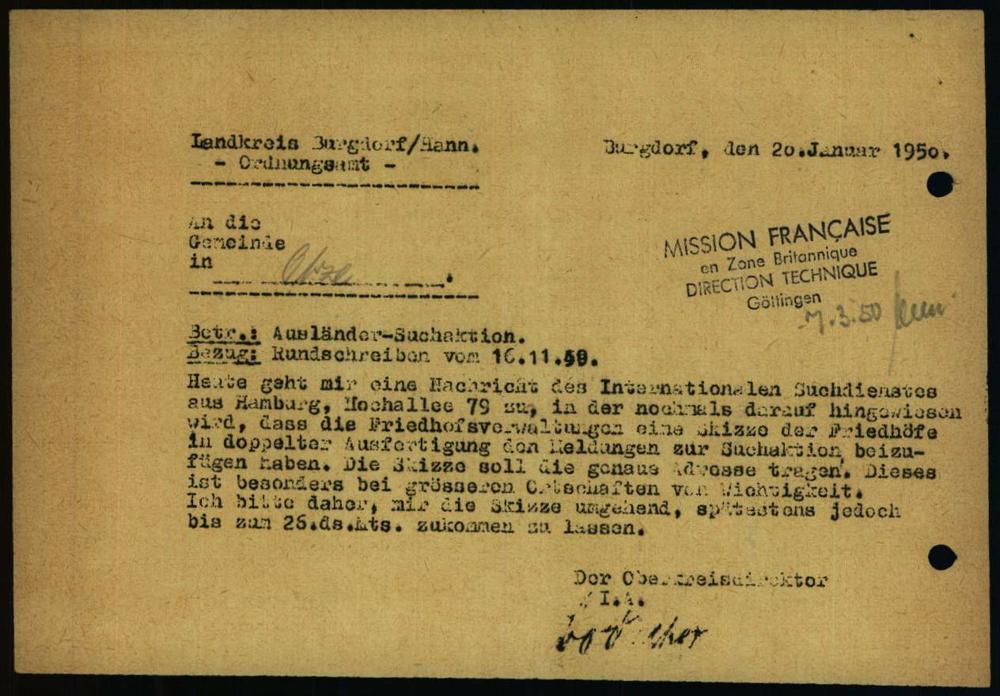 Landkreis Burgdorf/Hann.
- Ordnungsamt -
Burgdorf, den 20.Januar 1950.
An die
Gemeinde
in
MISSION FRANÇAISE
en Zone Britannique
DIRECTION TECHNIQUE
Göttingen
7.3.50
Betr.: Ausländer-Suchaktion.
Bezug: Rundschreiben vom 16.11.49.
Heute geht mir eine Nachricht des Internationalen Suchdienstes
aus Hamburg, Hochallee 79 zu, in der nochmals darauf hingewiesen
wird, dass die Friedhofsverwaltungen eine Skizze der Friedhöfe
in doppelter Ausfertigung den Meldungen zur Suchaktion beizu-
fügen haben. Die Skizze soll die genaue Adresse tragen. Dieses
ist besonders bei grösseren Ortschaften von Wichtigkeit.
Ich bitte daher, mir die Skizze umgehend, spätestens jedoch
bis zum 26.ds.Mts. zukommen zu lassen.
Der Oberkreisdirektor
I.A.